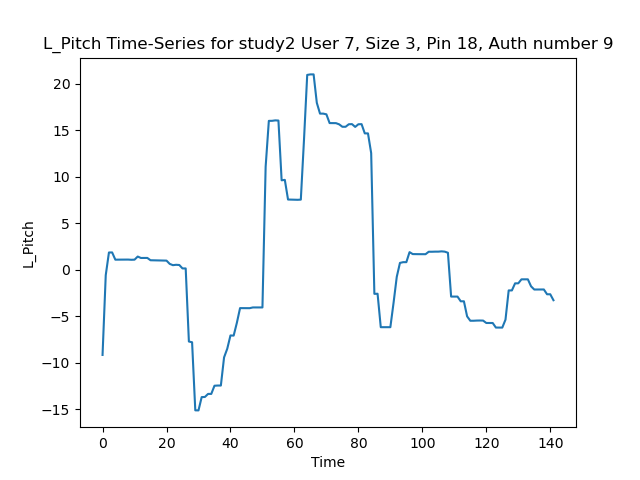 L_Pitch Time-Series for study2 User 7, Size 3, Pin 18, Auth number 9
20
15
10
5
0
−5
−10
−15
L_Pitch
0 20 40 60 80 100 120 140
Time